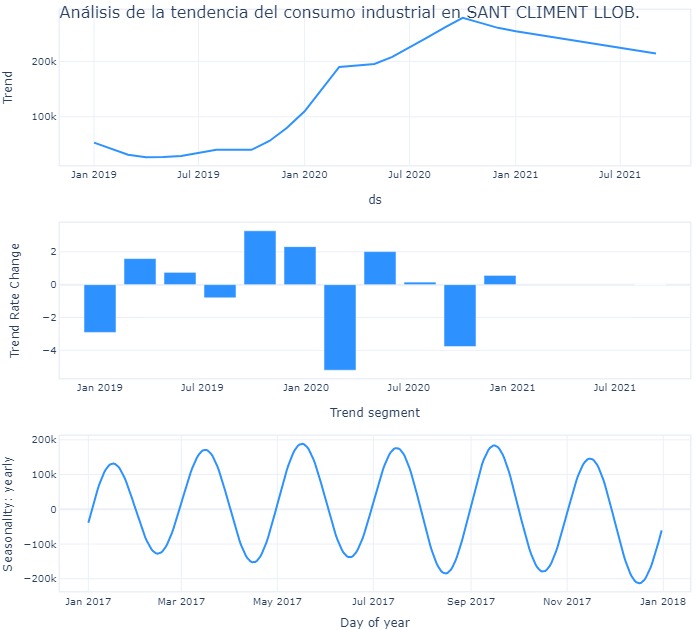 Análisis de la tendencia del consumo industrial en SANT CLIMENT LLOB.
200k
100k
Trend
Jan 2019 Jul 2019 Jan 2020 Jul 2020 Jan 2021 Jul 2021
ds
2
0
−2
−4
Trend Rate Change
Jan 2019 Jul 2019 Jan 2020 Jul 2020 Jan 2021 Jul 2021
Trend segment
200k
100k
0
−100k
−200k
Seasonality: yearly
Jan 2017 Mar 2017 May 2017 Jul 2017 Sep 2017 Nov 2017 Jan 2018
Day of year